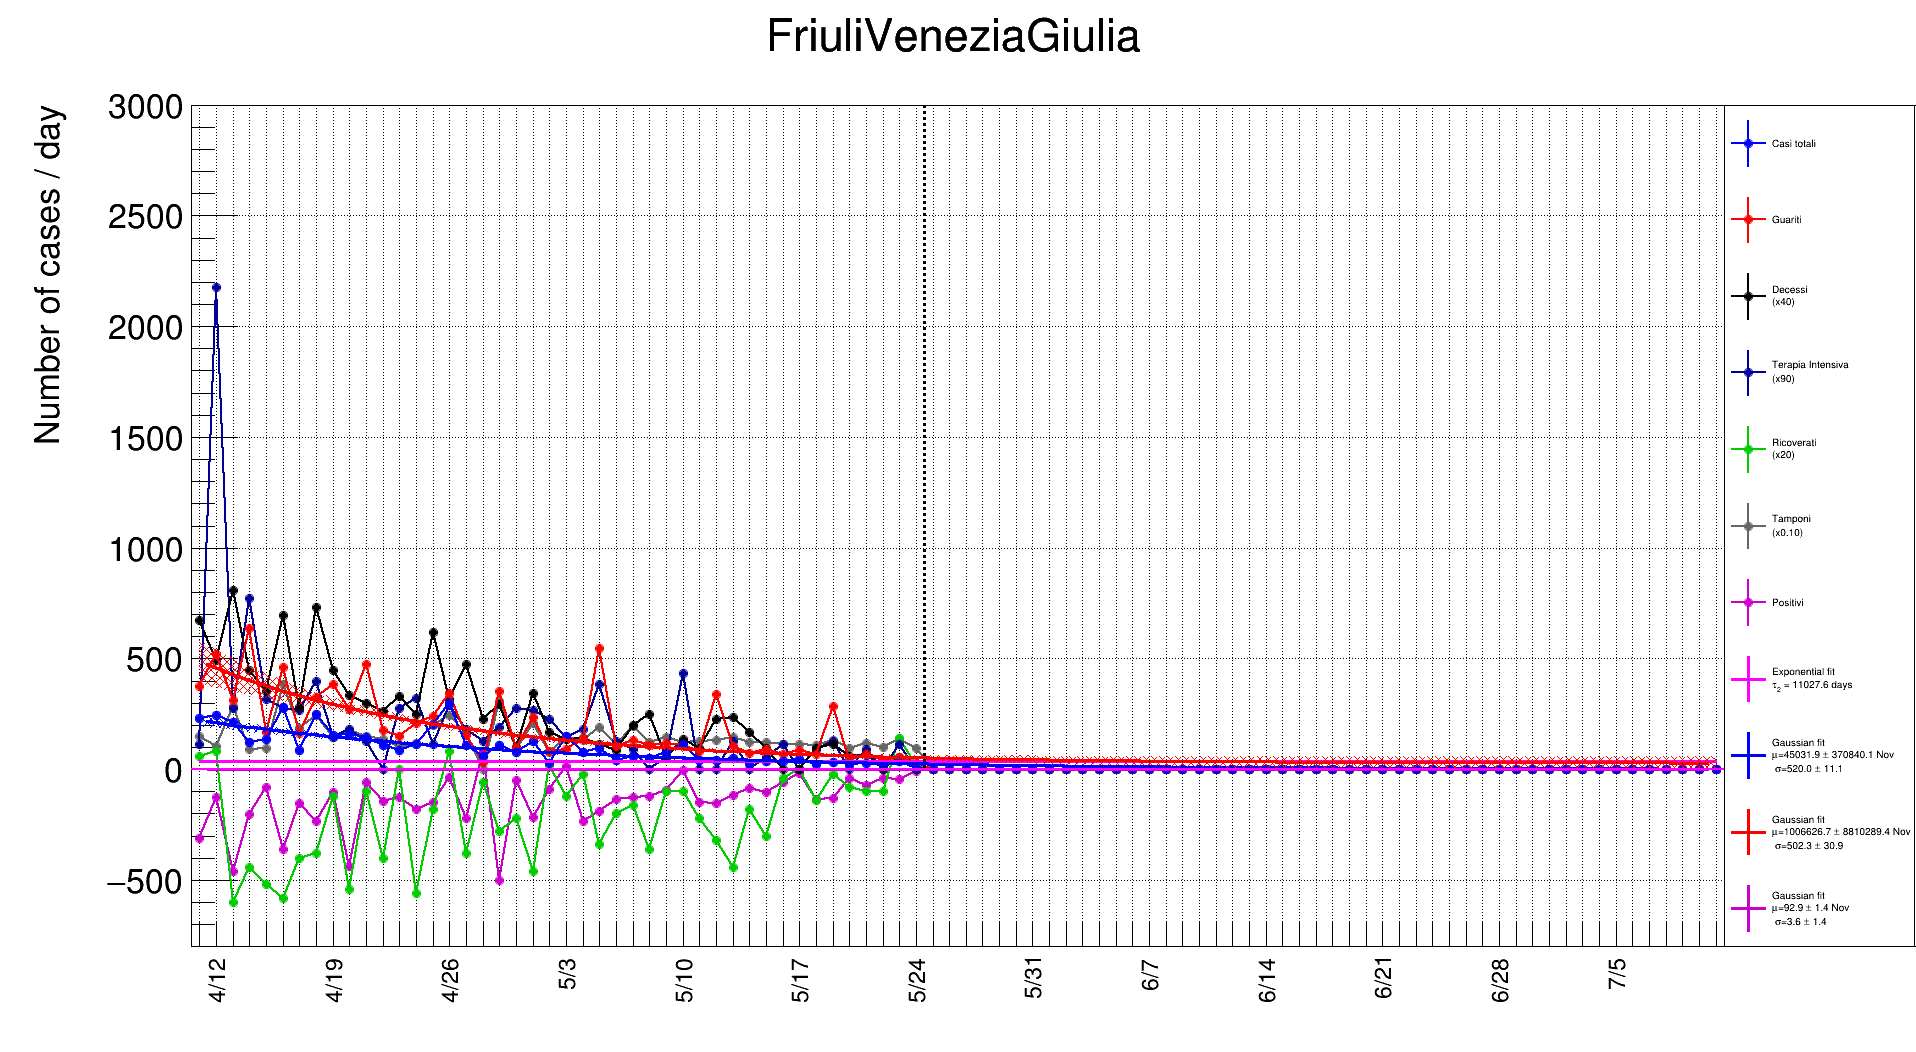 FriuliVeneziaGiulia
Number of cases / day
3000
2500
2000
1500
1000
500
0
−500
4/12
4/19
4/26
5/3
5/10
5/17
5/24
5/31
6/7
6/14
6/21
6/28
7/5
Casi totali
Guariti
Decessi
(x40)
Terapia Intensiva
(x90)
Ricoverati
(x20)
Tamponi
(x0.10)
Positivi
Exponential fit
τ2 = 11027.6 days
Gaussian fit
μ=45031.9 ± 370840.1 Nov
σ=520.0 ± 11.1
Gaussian fit
μ=1006626.7 ± 8810289.4 Nov
σ=502.3 ± 30.9
Gaussian fit
μ=92.9 ± 1.4 Nov
σ=3.6 ± 1.4